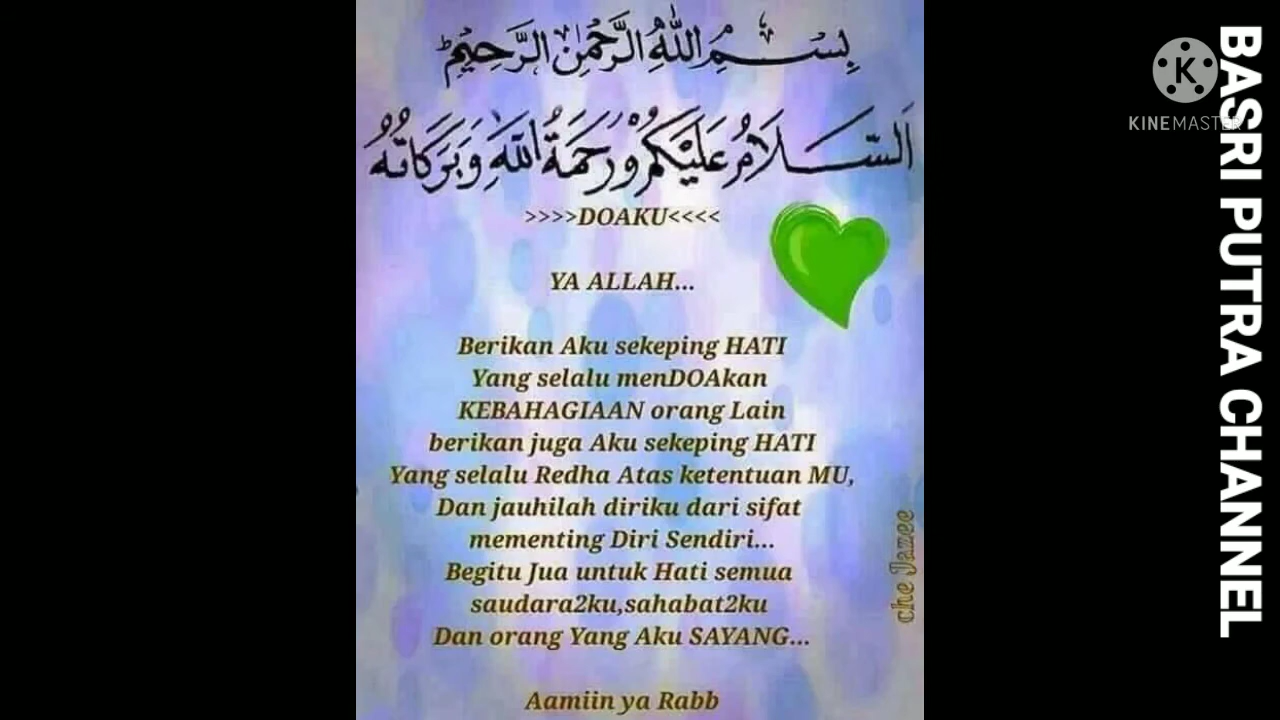 بِسْمِ اللهِ الرَّحْمٰنِ الرَّحِيْمِ
اَلسَّلَامُ عَلَيْكُمْ وَرَحْمَةُ اللهِ وَبَرَكَاتُهُ
>>>>DOAKU<<<<
YA ALLAH...
Berikan Aku sekeping HATI
Yang selalu menDOAkan
KEBAHAGIAAN orang Lain
berikan juga Aku sekeping HATI
Yang selalu Redha Atas ketentuan MU,
Dan jauhilah diriku dari sifat
mementing Diri Sendiri...
Begitu Jua untuk Hati semua
saudara2ku,sahabat2ku
Dan orang Yang Aku SAYANG...
Aamiin ya Rabb
che Jazee
K
KINEMASTER
BASRI PUTRA CHANNEL